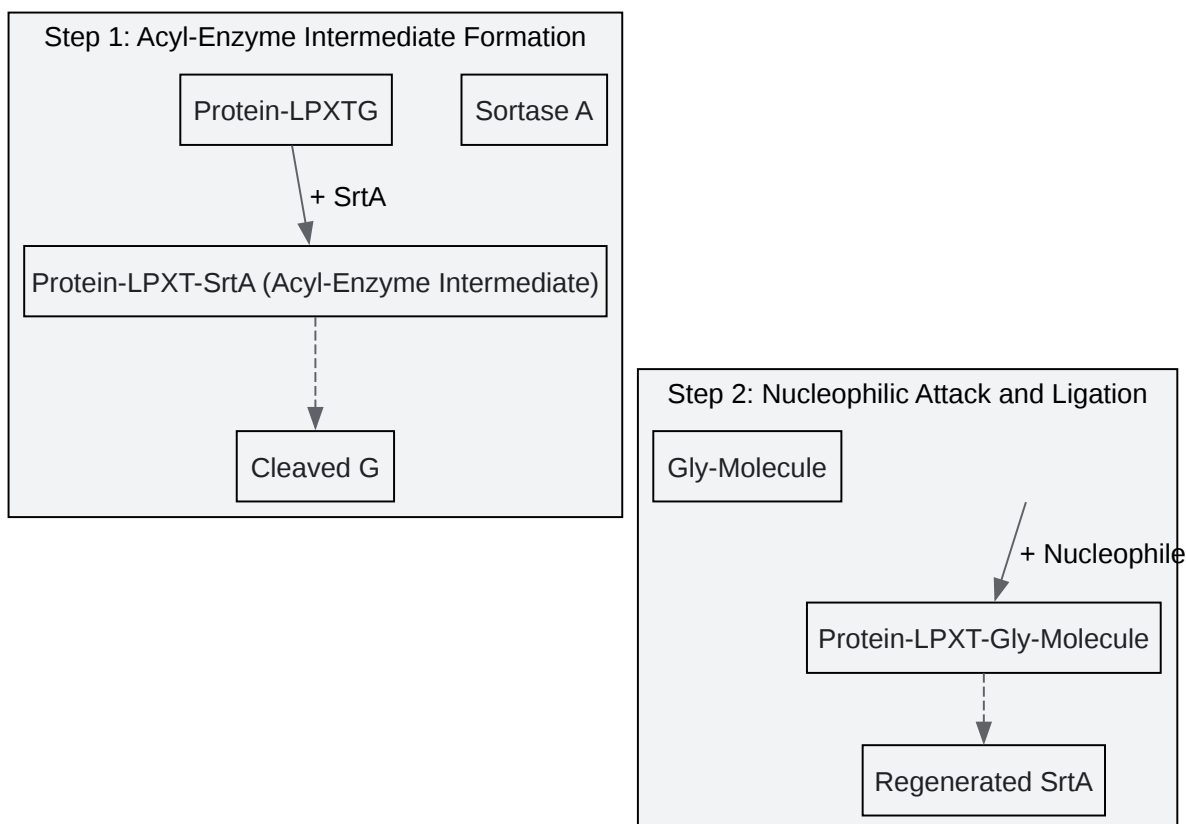 Step 1: Acyl-Enzyme Intermediate Formation
Protein-LPXTG
Sortase A
+ SrtA
Protein-LPXT-SrtA (Acyl-Enzyme Intermediate)
Cleaved G
Step 2: Nucleophilic Attack and Ligation
Gly-Molecule
+ Nucleophile
Protein-LPXT-Gly-Molecule
Regenerated SrtA